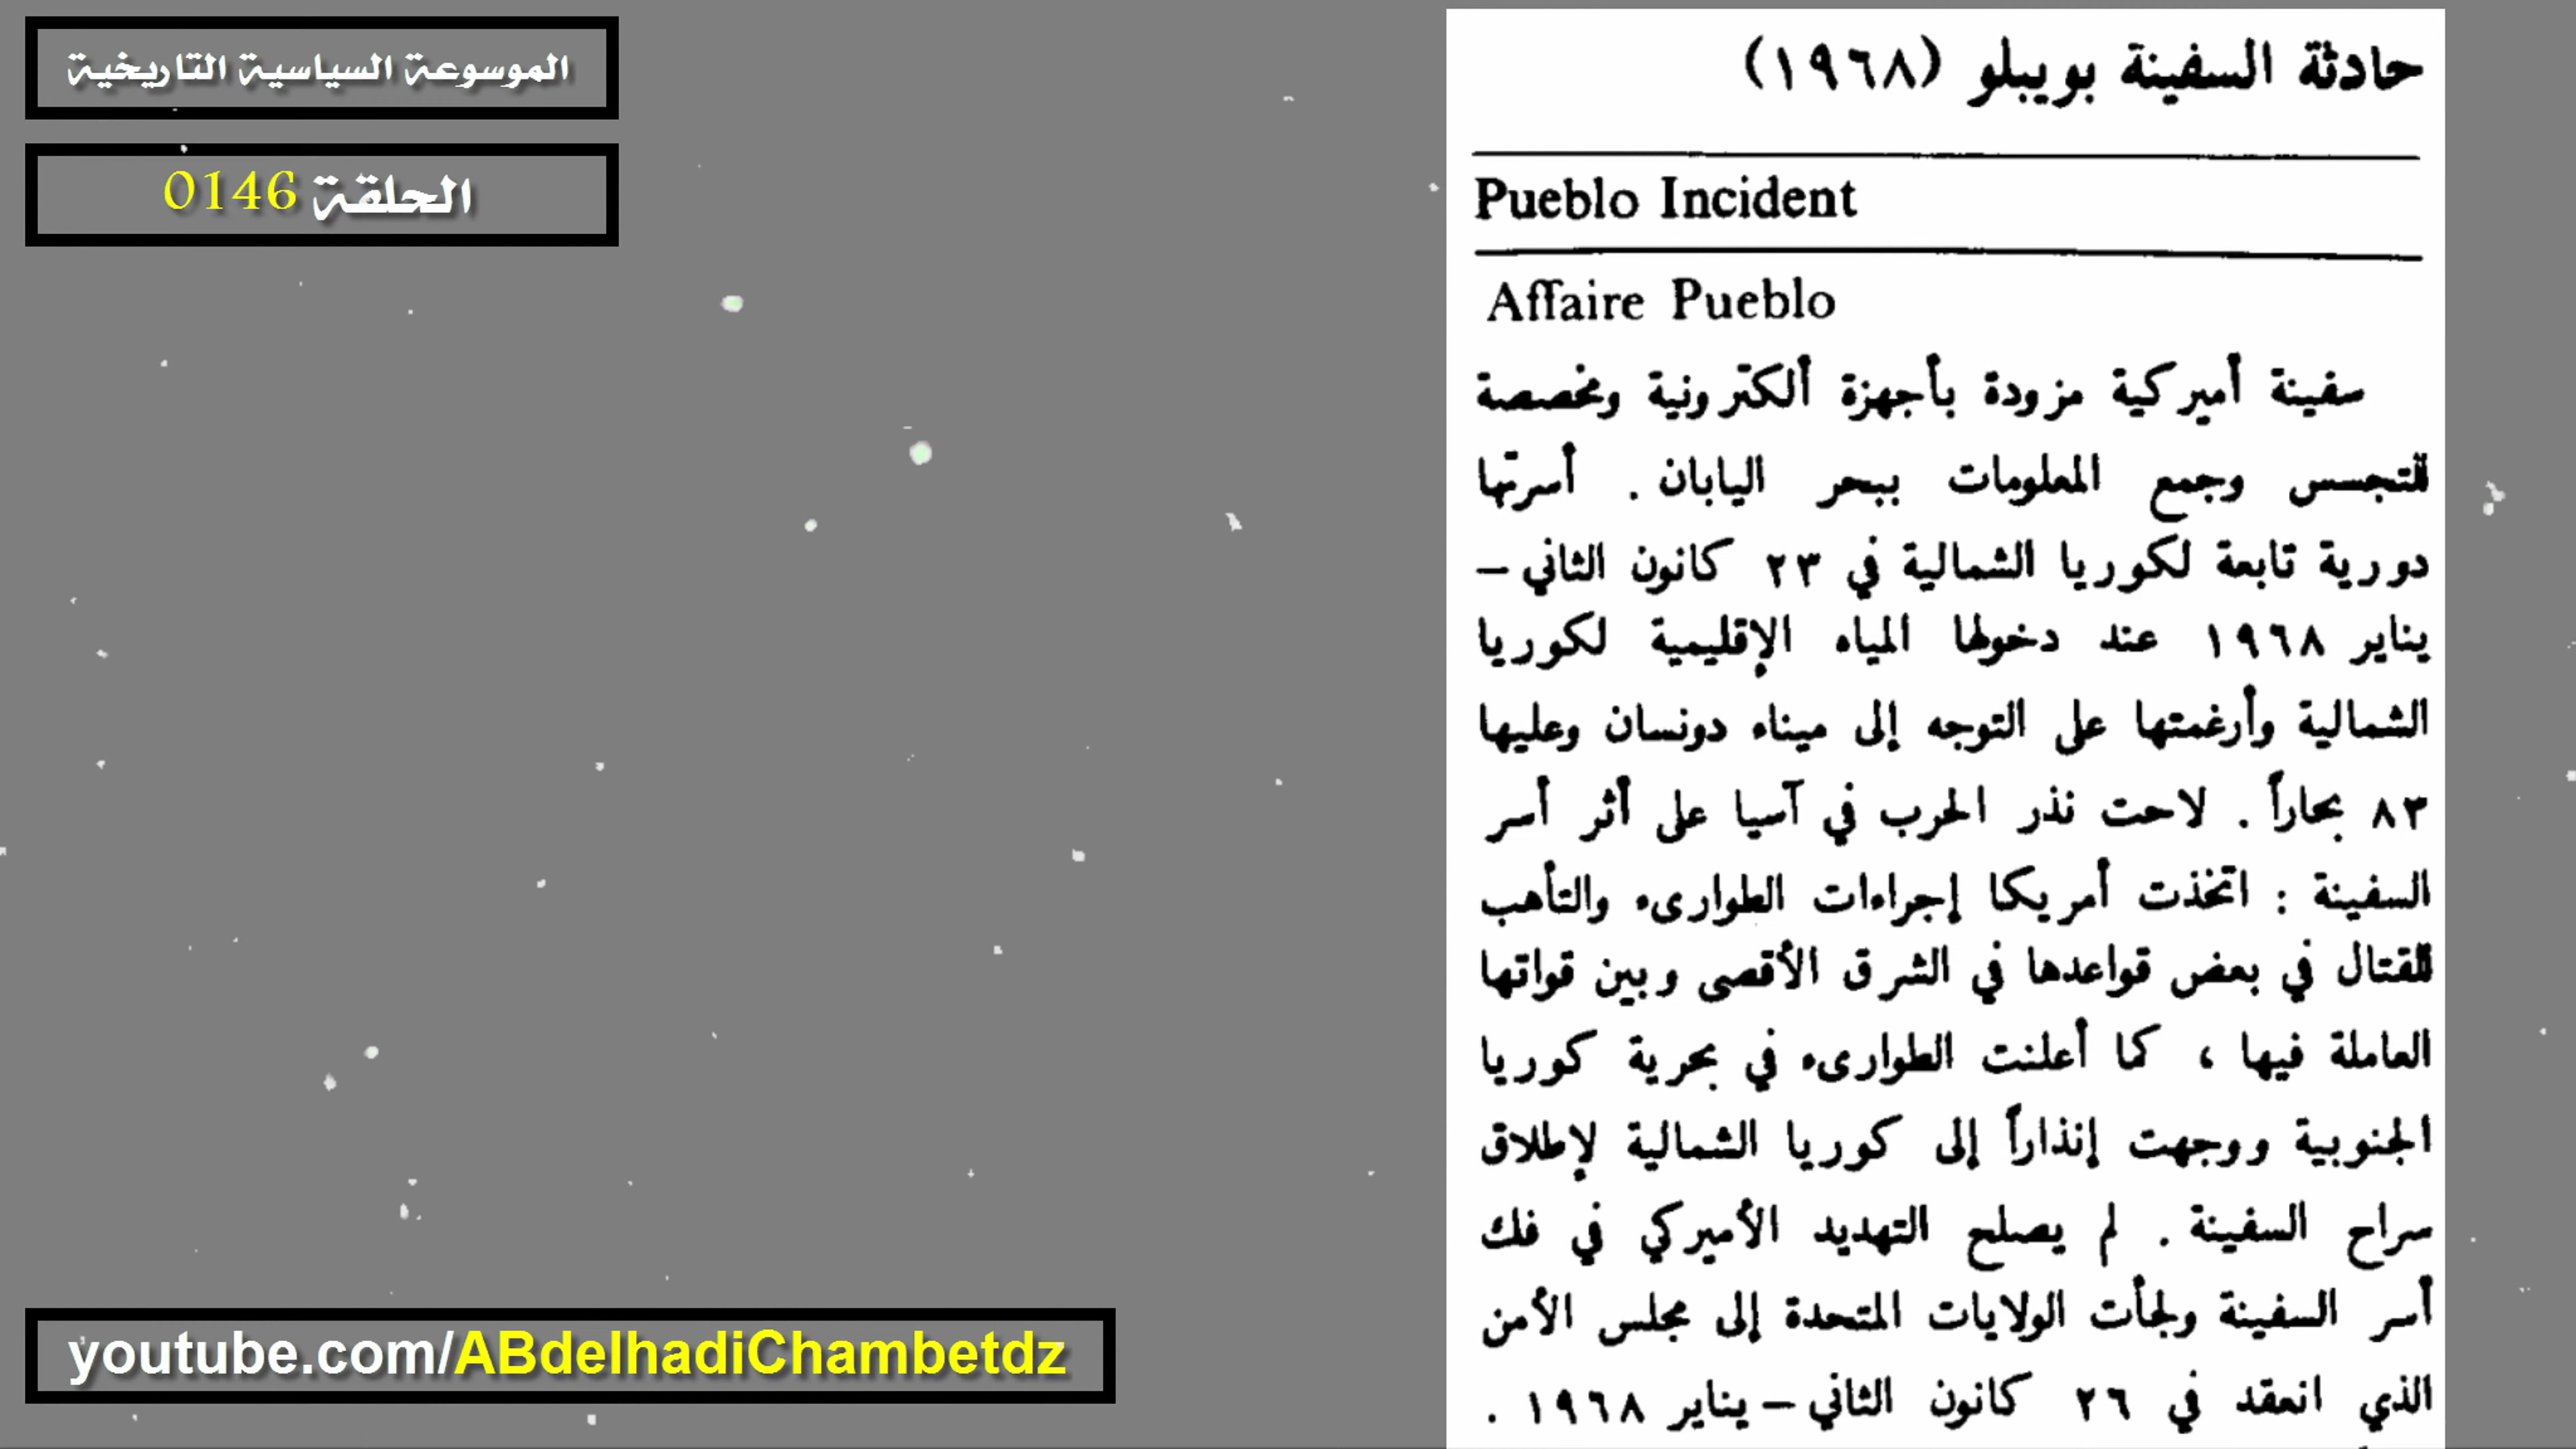 الموسوعة السياسية التاريخية
الحلقة 0146
حادثة السفينة بويبلو (١٩٦٨)
Pueblo Incident
Affaire Pueblo
سفينة أميركية مزودة بأجهزة ألكترونية ومخصصة
للتجسس وجمع المعلومات ببحر اليابان . أسرتها
دورية تابعة لكوريا الشمالية في ٢٣ كانون الثاني –
يناير ١٩٦٨ عند دخولها المياه الإقليمية لكوريا
الشمالية وأرغمتها على التوجه إلى ميناء دونسان وعليها
٨٣ بحاراً . لاحت نذر الحرب في آسيا على أثر أسر
السفينة : اتخذت أمريكا إجراءات الطوارىء والتأهب
للقتال في بعض قواعدها في الشرق الأقصى وبين قواتها
العاملة فيها ، كما أعلنت الطوارىء في بحرية كوريا
الجنوبية ووجهت إنذاراً إلى كوريا الشمالية لإطلاق
سراح السفينة . لم يصلح التهديد الأميركي في فك
أسر السفينة ولجأت الولايات المتحدة إلى مجلس الأمن
الذي انعقد في ٢٦ كانون الثاني – يناير ١٩٦٨ .
youtube.com/ABdelhadiChambetdz